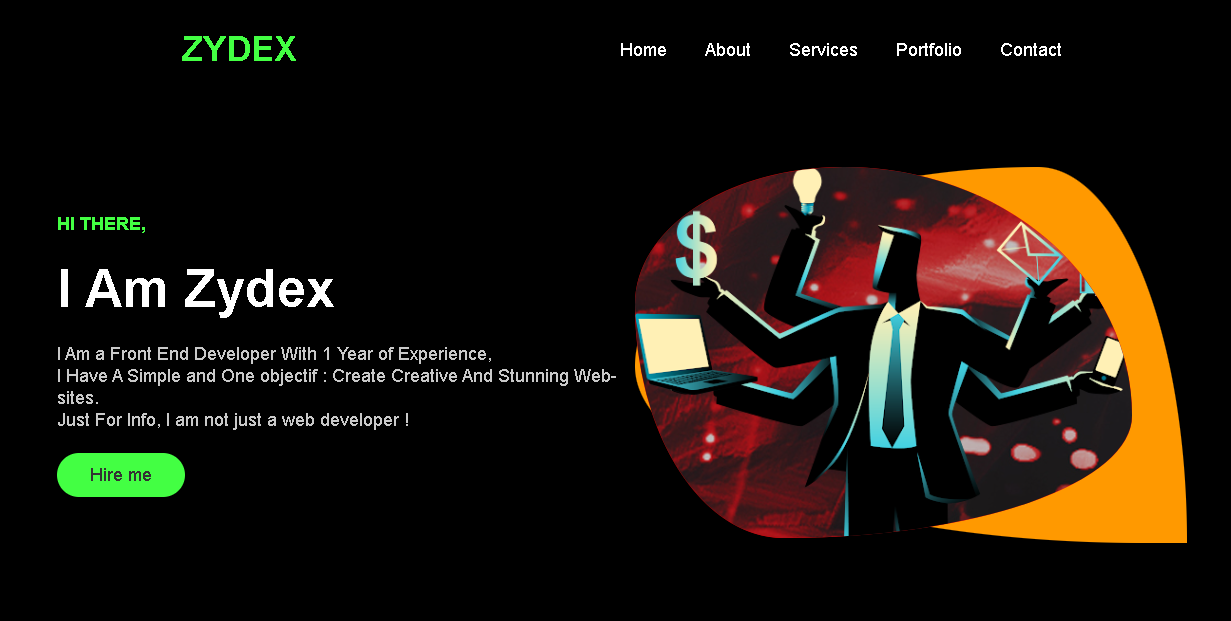 ZYDEX
Home About Services Portfolio Contact
HI THERE,
I Am Zydex
I Am a Front End Developer With 1 Year of Experience,
I Have A Simple and One objectif : Create Creative And Stunning Web-
sites.
Just For Info, I am not just a web developer !
Hire me
$